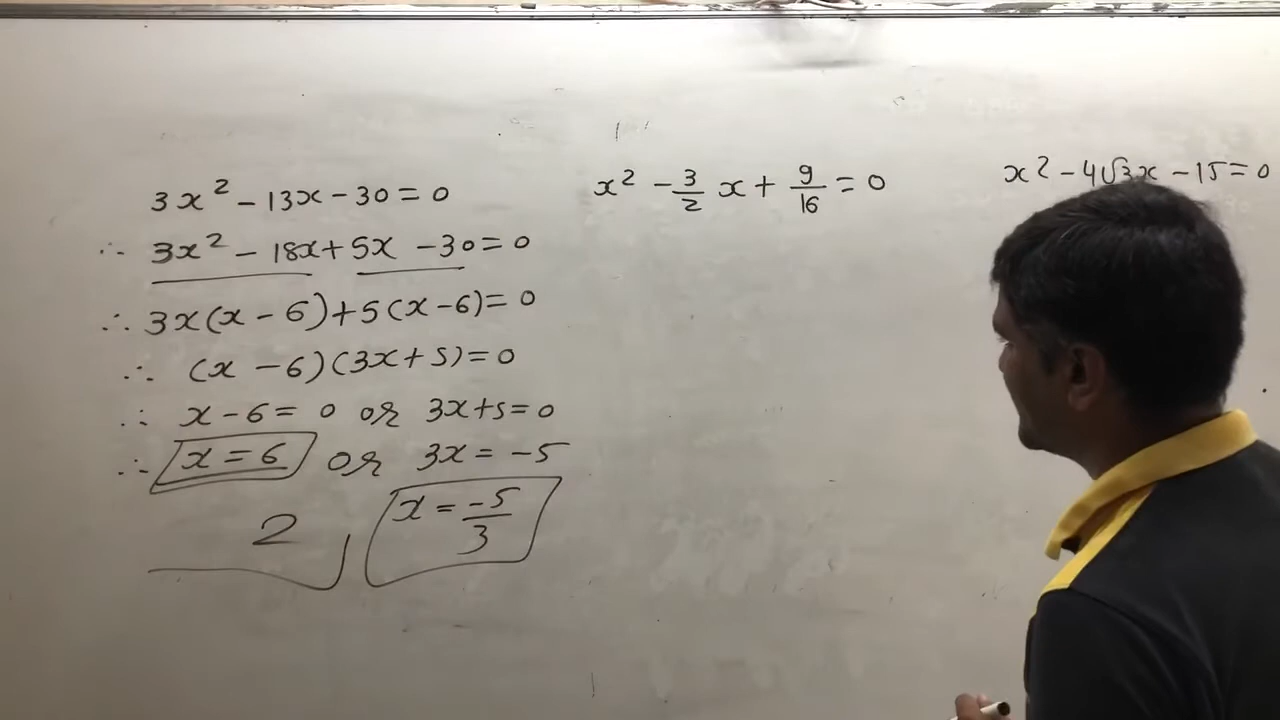 3x² - 13x - 30 = 0
∴ 3x² - 18x + 5x - 30 = 0
∴ 3x(x - 6) + 5(x - 6) = 0
∴ (x - 6)(3x + 5) = 0
∴ x - 6 = 0 or 3x + 5 = 0
∴ x = 6 or 3x = -5
2
x = -5/3
x² - 3/2 x + 9/16 = 0
x² - 4√3x - 15 = 0